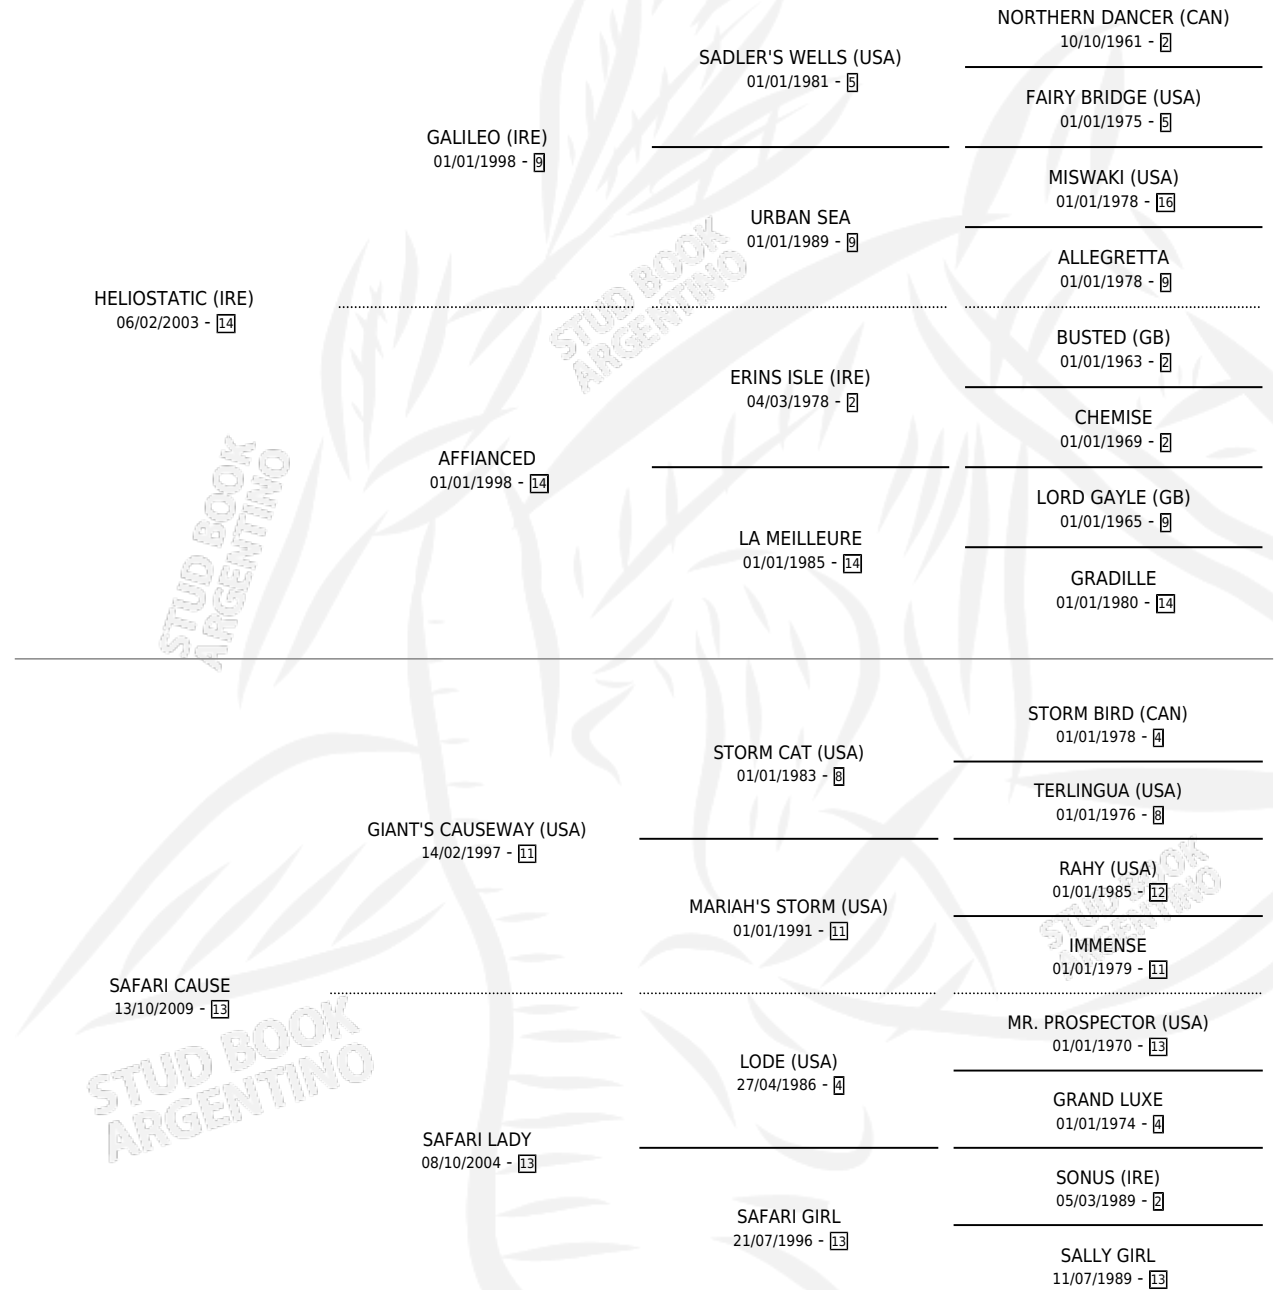 NORTHERN DANCER (CAN)
10/10/1961 - 2
SADLER'S WELLS (USA)
01/01/1981 - 5
FAIRY BRIDGE (USA)
01/01/1975 - 5
GALILEO (IRE)
01/01/1998 - 9
MISWAKI (USA)
01/01/1978 - 16
URBAN SEA
01/01/1989 - 9
ALLEGRETTA
01/01/1978 - 9
HELIOSTATIC (IRE)
06/02/2003 - 14
STUD BOOK
ARGENTINO
BUSTED (GB)
01/01/1963 - 2
ERINS ISLE (IRE)
04/03/1978 - 2
CHEMISE
01/01/1969 - 2
AFFIANCED
01/01/1998 - 14
LORD GAYLE (GB)
01/01/1965 - 9
LA MEILLEURE
01/01/1985 - 14
GRADILLE
01/01/1980 - 14
STUD BOOK
ARGENTINO
STORM BIRD (CAN)
01/01/1978 - 4
STORM CAT (USA)
01/01/1983 - 8
TERLINGUA (USA)
01/01/1976 - 8
GIANT'S CAUSEWAY (USA)
14/02/1997 - 11
RAHY (USA)
01/01/1985 - 12
MARIAH'S STORM (USA)
01/01/1991 - 11
STUD BOOK
ARGENTINO
IMMENSE
01/01/1979 - 11
SAFARI CAUSE
13/10/2009 - 13
MR. PROSPECTOR (USA)
01/01/1970 - 13
LODE (USA)
27/04/1986 - 4
STUD BOOK
ARGENTINO
GRAND LUXE
01/01/1974 - 4
SAFARI LADY
08/10/2004 - 13
SONUS (IRE)
05/03/1989 - 2
SAFARI GIRL
21/07/1996 - 13
SALLY GIRL
11/07/1989 - 13